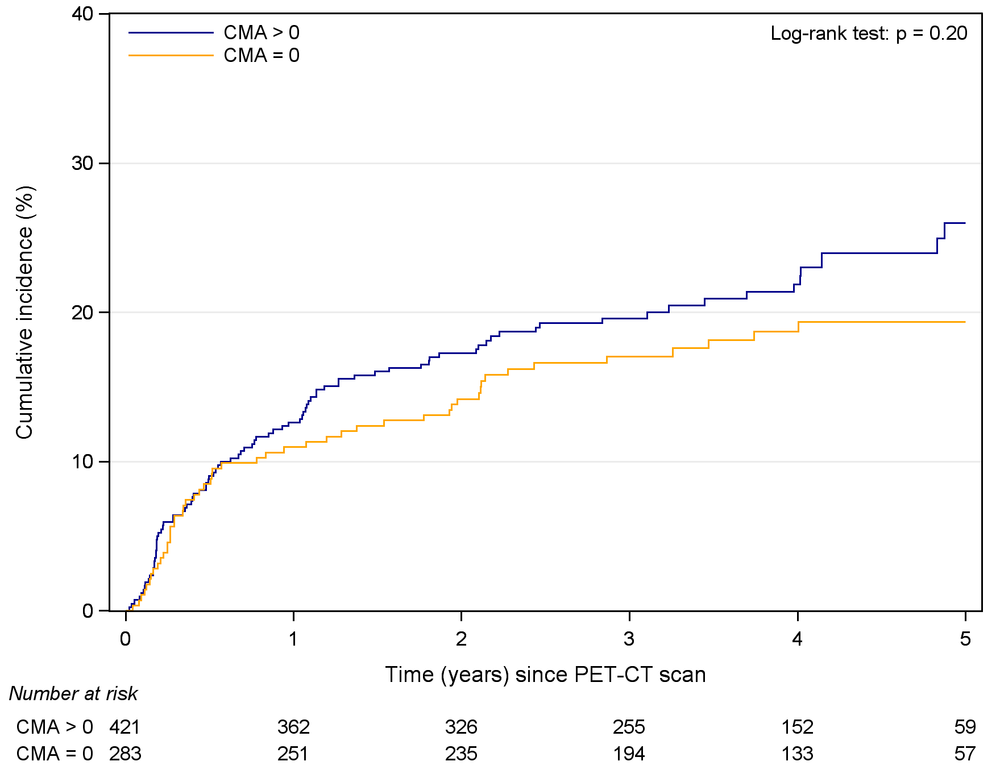 CMA > 0
CMA = 0
Log-rank test: p = 0.20
40
30
20
10
0
Cumulative incidence (%)
0 1 2 3 4 5
Time (years) since PET-CT scan
Number at risk
CMA > 0 421 362 326 255 152 59
CMA = 0 283 251 235 194 133 57